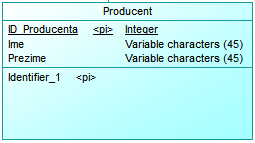 Producent
ID_Producenta <pi> Integer
Ime Variable characters (45)
Prezime Variable characters (45)
Identifier_1 <pi>